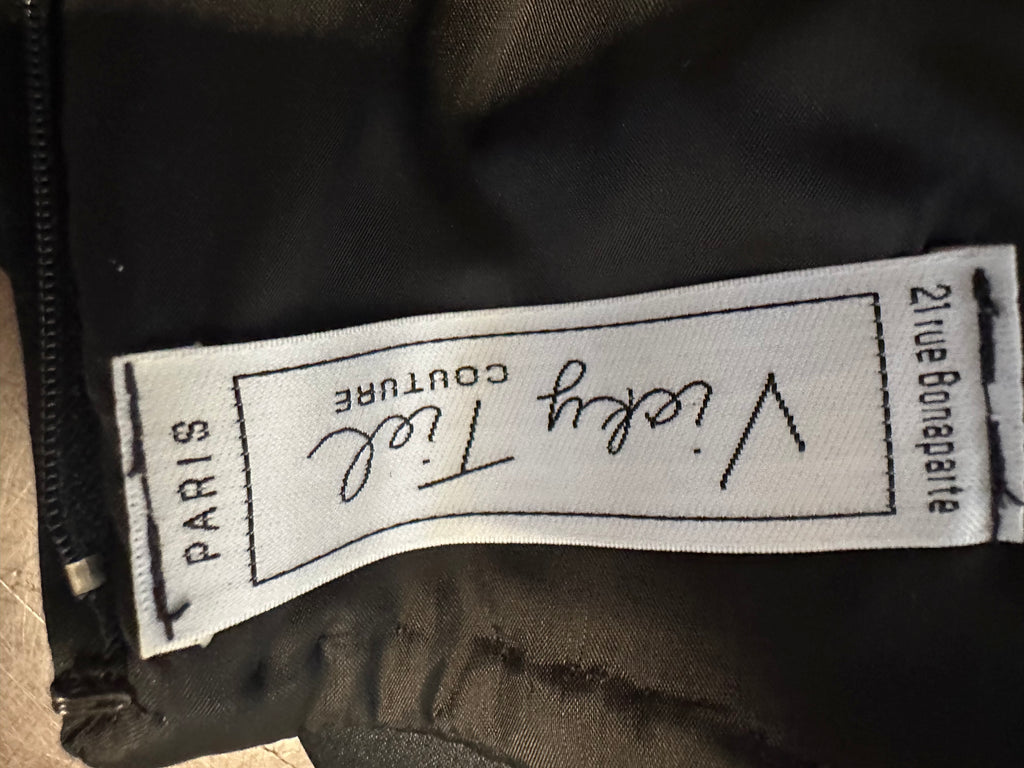 Vicky Tiel
COUTURE
21 rue Bonaparte
PARIS